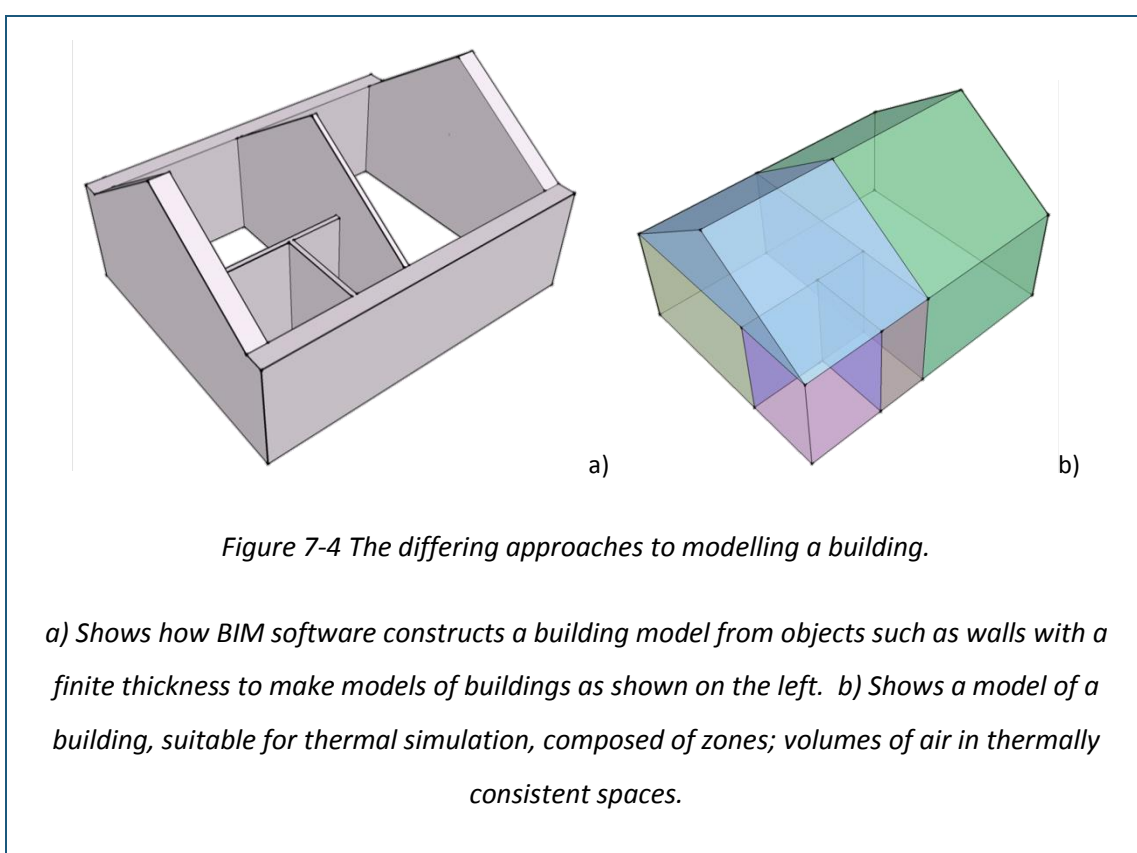 a)
b)
Figure 7-4 The differing approaches to modelling a building.
a) Shows how BIM software constructs a building model from objects such as walls with a
finite thickness to make models of buildings as shown on the left.  b) Shows a model of a
building, suitable for thermal simulation, composed of zones; volumes of air in thermally
consistent spaces.